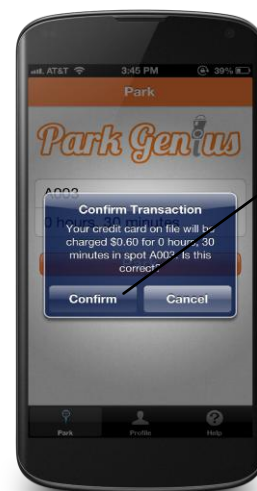 AT&T 3:45 PM 39%
Park
Park Genius
A003
0 hours, 30 minutes
Confirm Transaction
Your credit card on file will be
charged $0.60 for 0 hours, 30
minutes in spot A003. Is this
correct?
Confirm Cancel
Park Profile Help